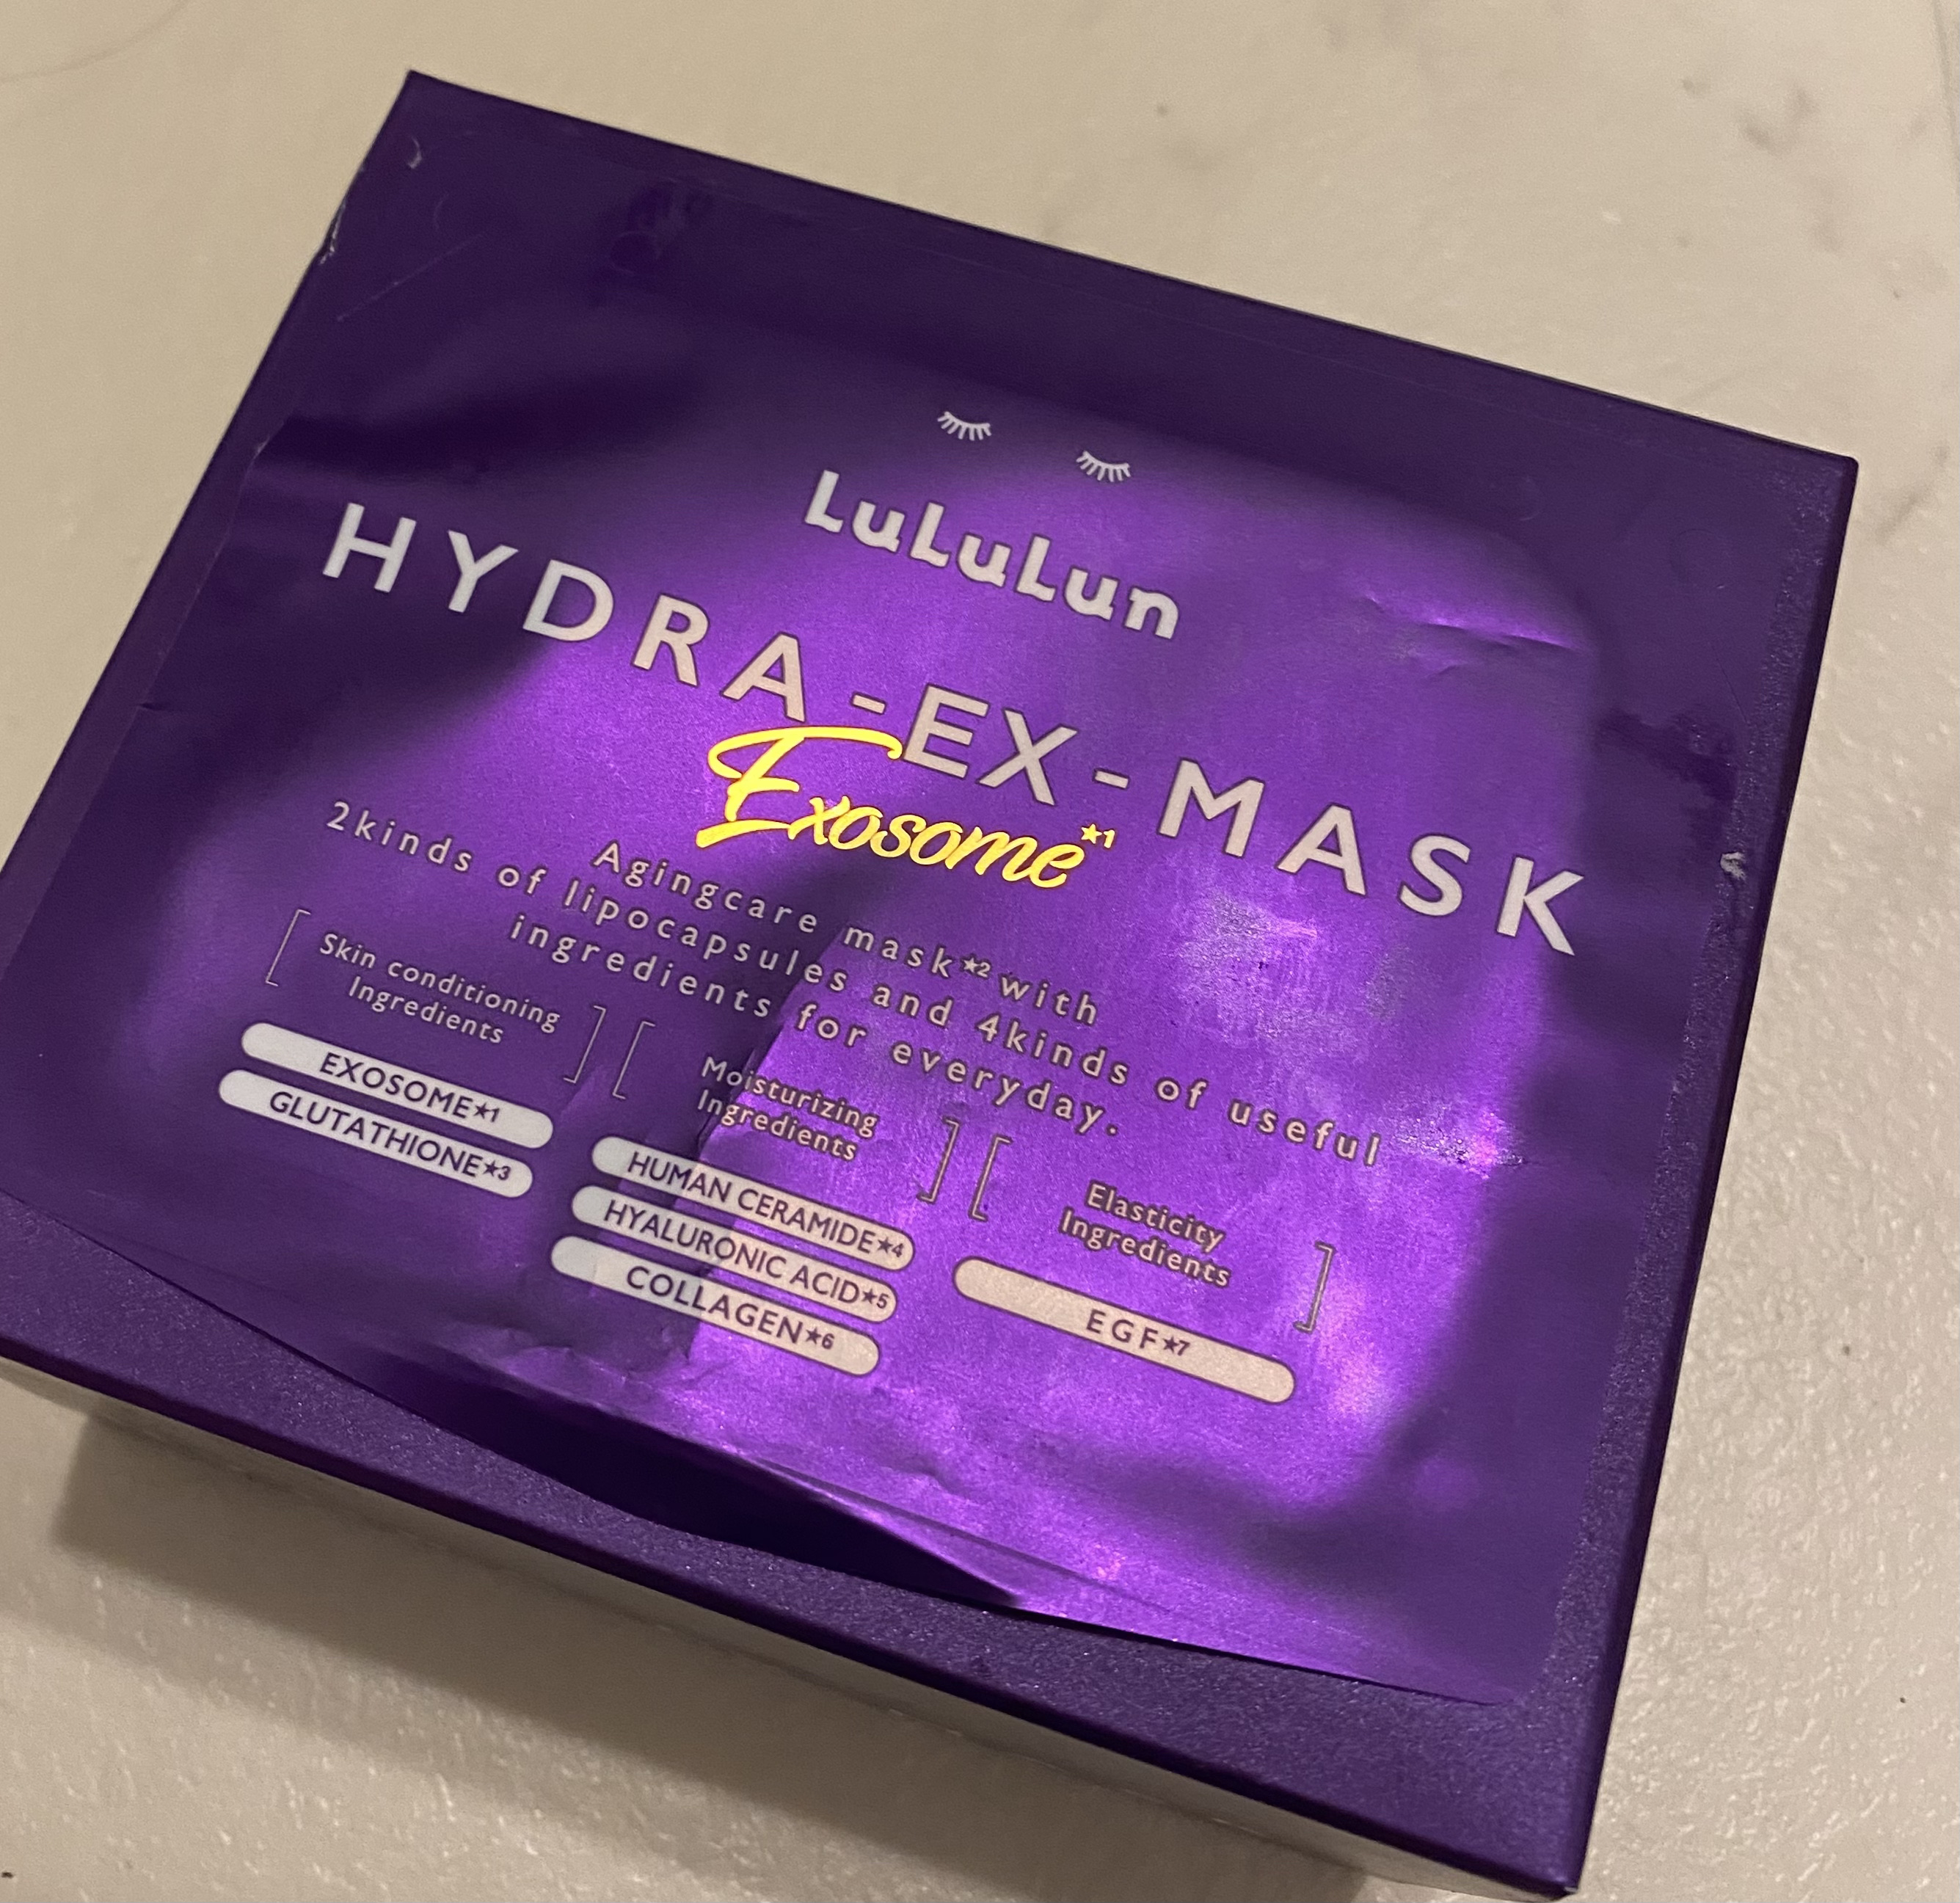 LuLuLun
HYDRA-EX-MASK
Exosome★1
Agingcare mask★2 with
2kinds of lipocapsules and 4kinds of useful
ingredients for everyday.
Skin conditioning
Ingredients
EXOSOME★1
GLUTATHIONE★3
Moisturizing
Ingredients
HUMAN CERAMIDE★4
HYALURONIC ACID★5
COLLAGEN★6
Elasticity
Ingredients
EGF★7